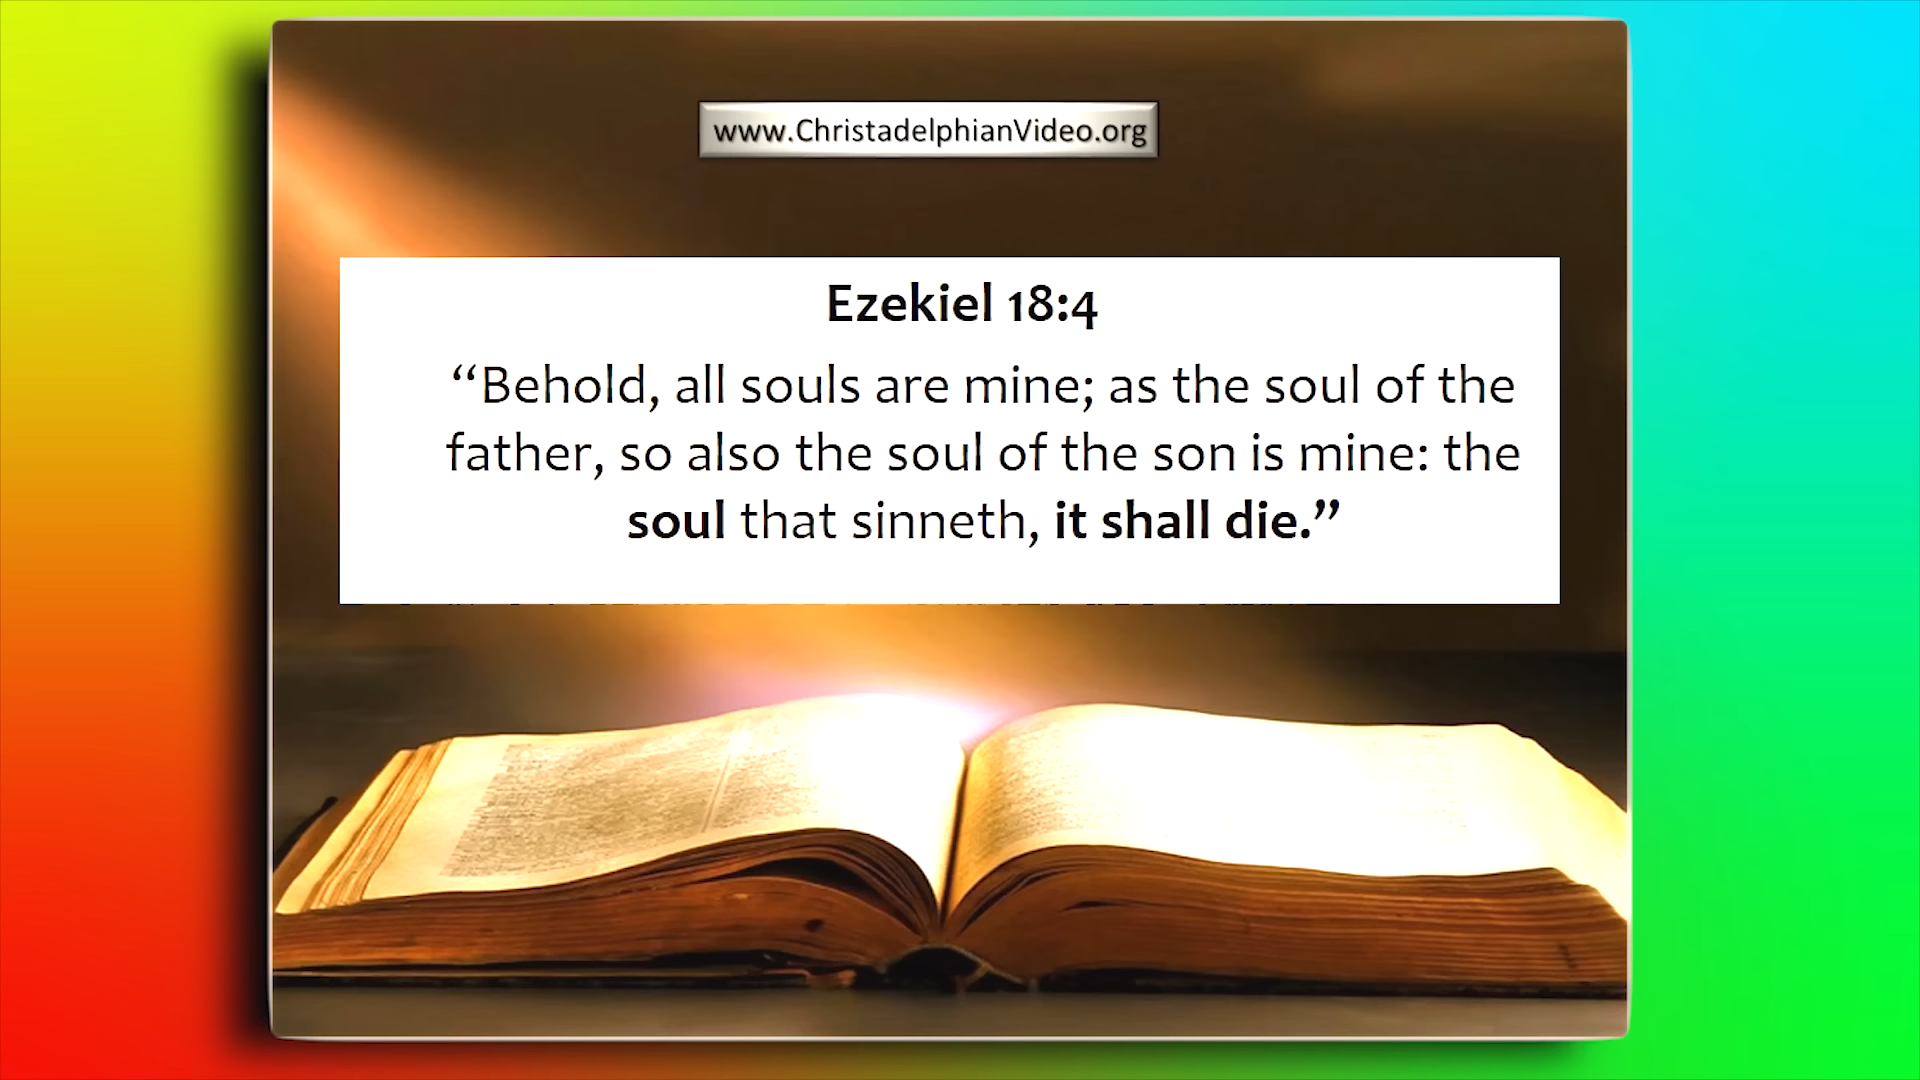 www.ChristadelphianVideo.org
Ezekiel 18:4
“Behold, all souls are mine; as the soul of the
father, so also the soul of the son is mine: the
soul that sinneth, it shall die.”